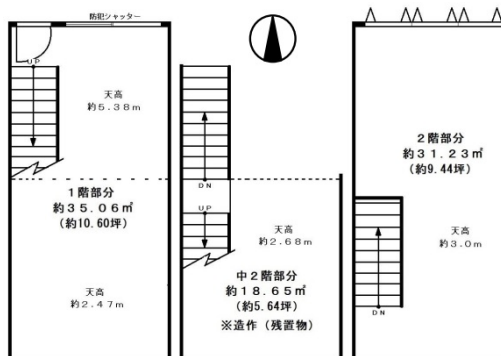 防犯シャッター
UP
天高
約5.38m
1階部分
約35.06㎡
(約10.60坪)
天高
約2.47m
DN
UP
天高
約2.68m
中2階部分
約18.65㎡
(約5.64坪)
※造作（残置物）
2階部分
約31.23㎡
(約9.44坪)
天高
約3.0m
DN